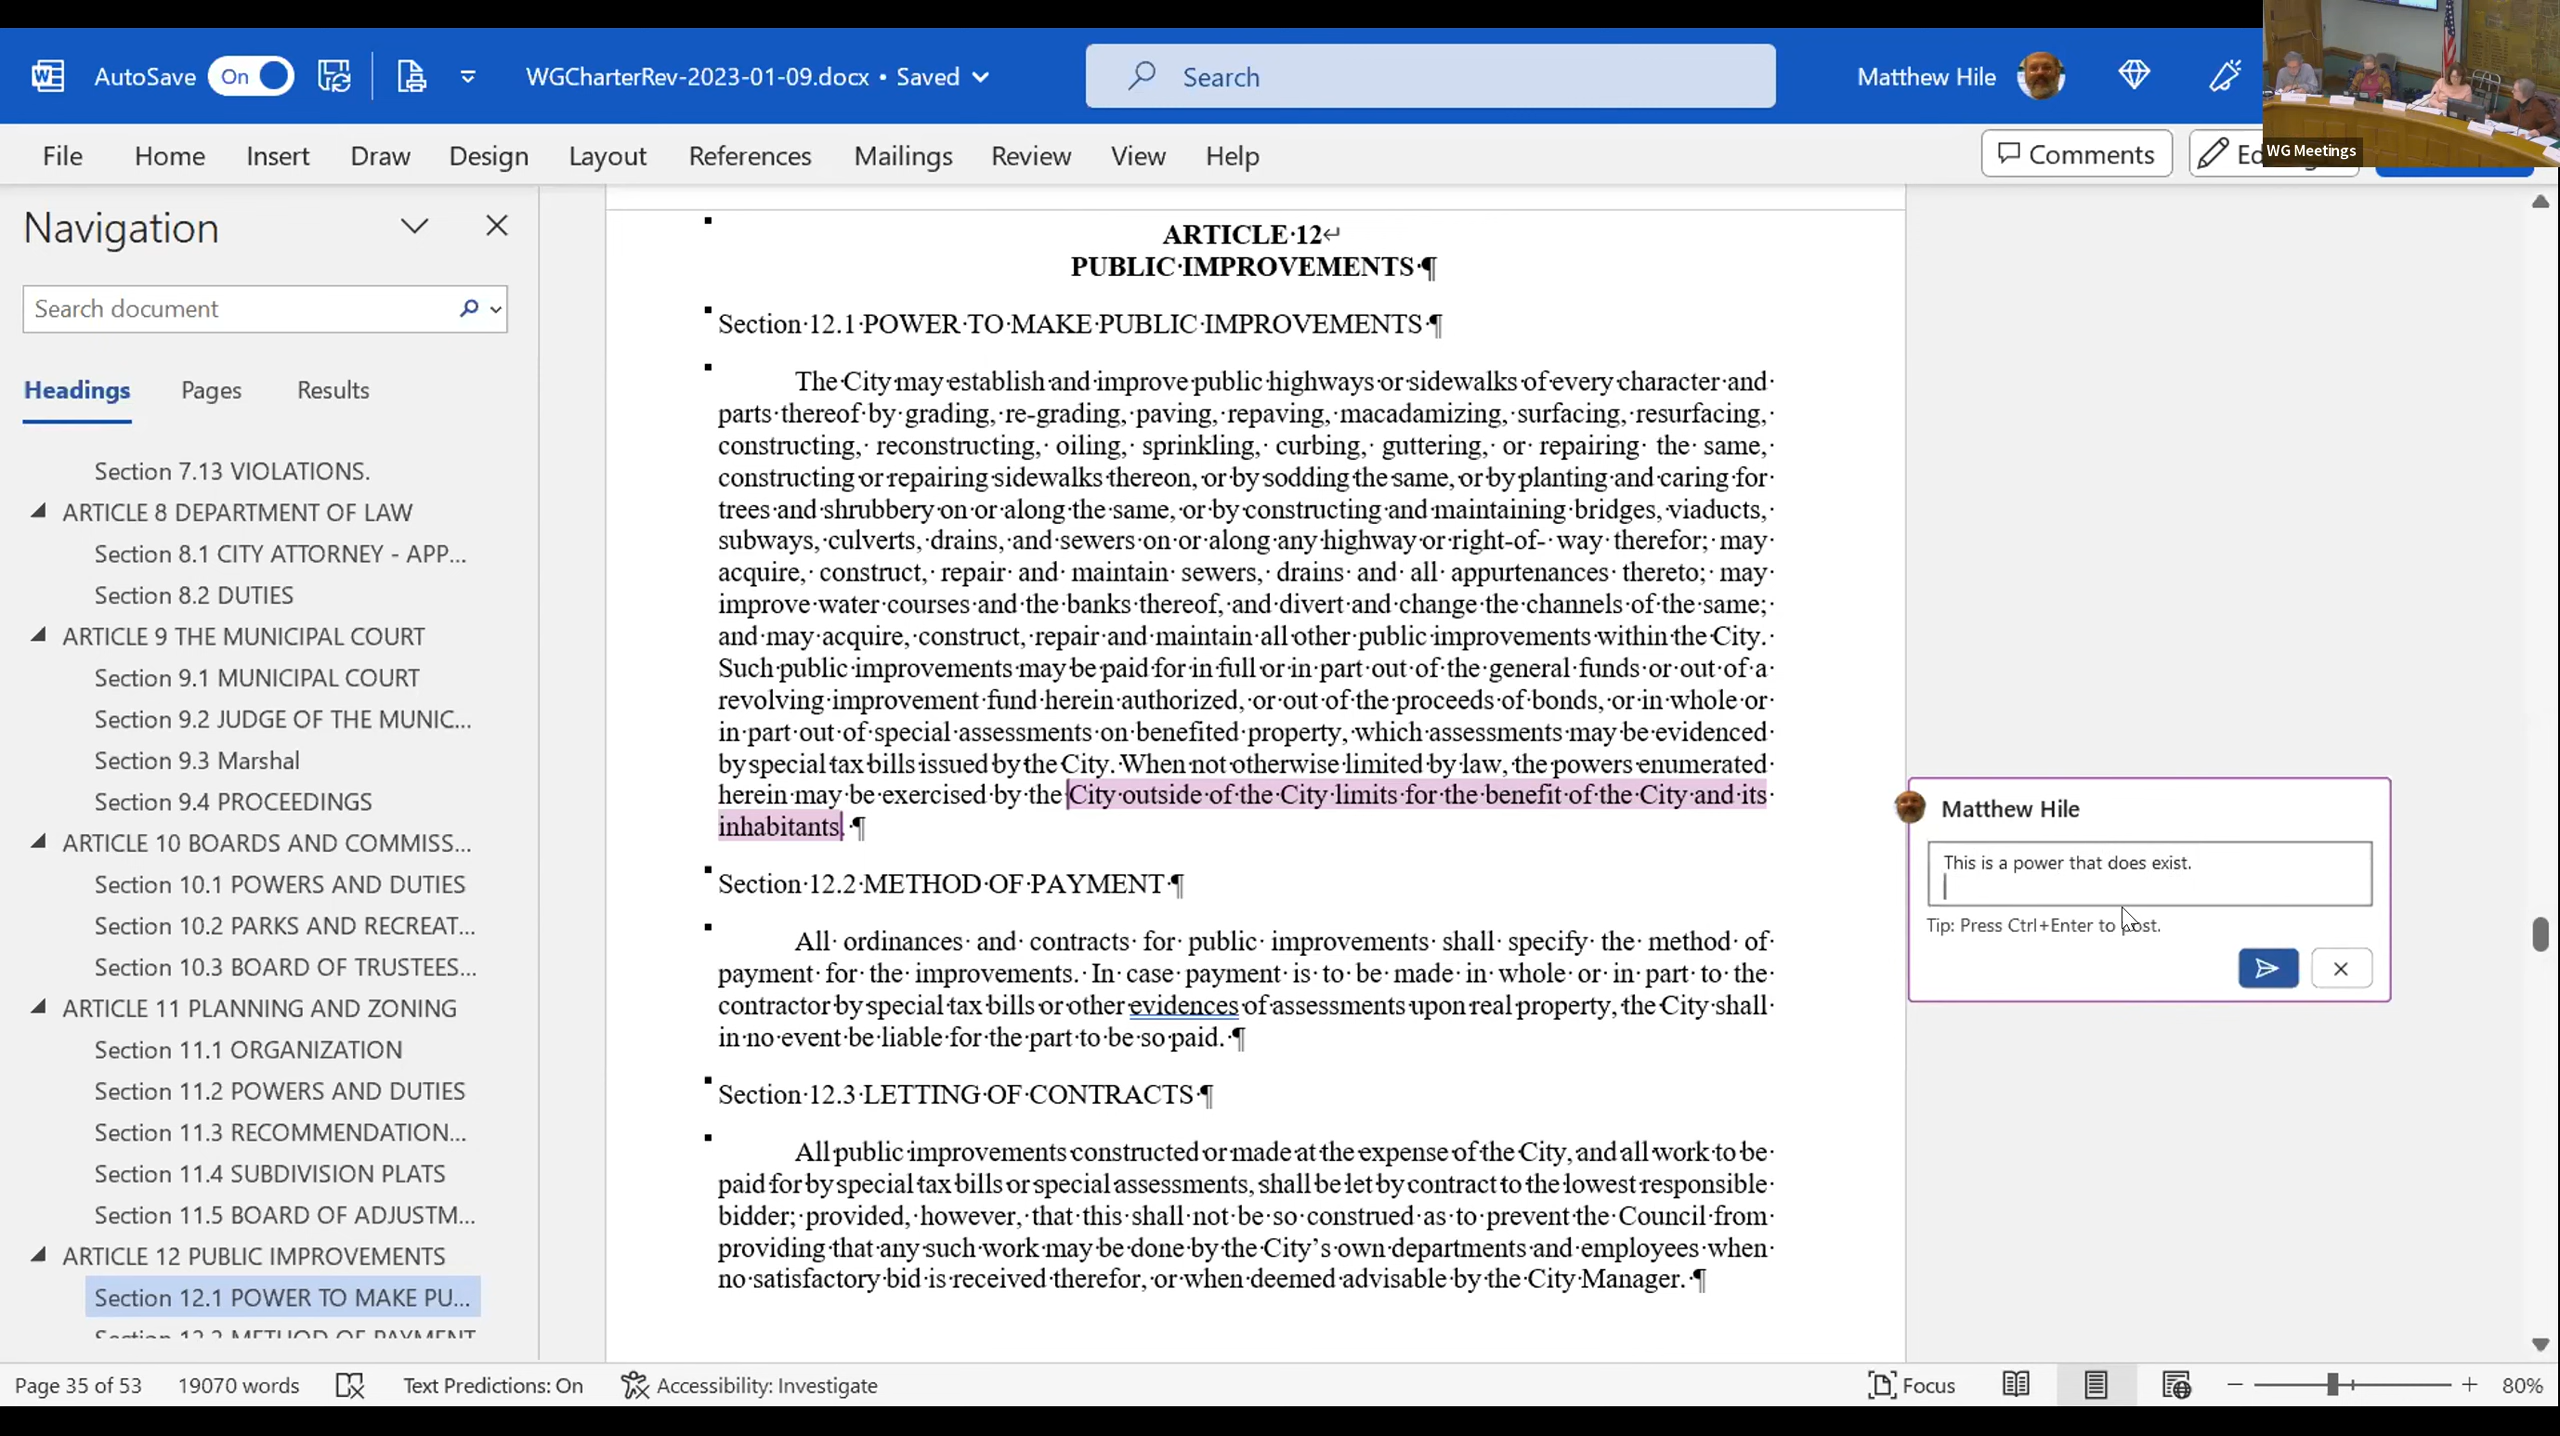 AutoSave On WGCharterRev-2023-01-09.docx • Saved Search Matthew Hile
File Home Insert Draw Design Layout References Mailings Review View Help Comments
WG Meetings
Navigation
Search document
Headings Pages Results
Section 7.13 VIOLATIONS.
ARTICLE 8 DEPARTMENT OF LAW
Section 8.1 CITY ATTORNEY - APP...
Section 8.2 DUTIES
ARTICLE 9 THE MUNICIPAL COURT
Section 9.1 MUNICIPAL COURT
Section 9.2 JUDGE OF THE MUNIC...
Section 9.3 Marshal
Section 9.4 PROCEEDINGS
ARTICLE 10 BOARDS AND COMMISS...
Section 10.1 POWERS AND DUTIES
Section 10.2 PARKS AND RECREAT...
Section 10.3 BOARD OF TRUSTEES...
ARTICLE 11 PLANNING AND ZONING
Section 11.1 ORGANIZATION
Section 11.2 POWERS AND DUTIES
Section 11.3 RECOMMENDATION...
Section 11.4 SUBDIVISION PLATS
Section 11.5 BOARD OF ADJUSTM...
ARTICLE 12 PUBLIC IMPROVEMENTS
Section 12.1 POWER TO MAKE PU...
Section 12.2 METHOD OF PAYMENT
ARTICLE 12
PUBLIC IMPROVEMENTS ¶
Section 12.1 POWER TO MAKE PUBLIC IMPROVEMENTS ¶
The City may establish and improve public highways or sidewalks of every character and
parts thereof by grading, re-grading, paving, repaving, macadamizing, surfacing, resurfacing,
constructing, reconstructing, oiling, sprinkling, curbing, guttering, or repairing the same,
constructing or repairing sidewalks thereon, or by sodding the same, or by planting and caring for
trees and shrubbery on or along the same, or by constructing and maintaining bridges, viaducts,
subways, culverts, drains, and sewers on or along any highway or right-of- way therefor; may
acquire, construct, repair and maintain sewers, drains and all appurtenances thereto; may
improve water courses and the banks thereof, and divert and change the channels of the same;
and may acquire, construct, repair and maintain all other public improvements within the City.
Such public improvements may be paid for in full or in part out of the general funds or out of a
revolving improvement fund herein authorized, or out of the proceeds of bonds, or in whole or
in part out of special assessments on benefited property, which assessments may be evidenced
by special tax bills issued by the City. When not otherwise limited by law, the powers enumerated
herein may be exercised by the City outside of the City limits for the benefit of the City and its
inhabitants. ¶
Section 12.2 METHOD OF PAYMENT ¶
All ordinances and contracts for public improvements shall specify the method of
payment for the improvements. In case payment is to be made in whole or in part to the
contractor by special tax bills or other evidences of assessments upon real property, the City shall
in no event be liable for the part to be so paid. ¶
Section 12.3 LETTING OF CONTRACTS ¶
All public improvements constructed or made at the expense of the City, and all work to be
paid for by special tax bills or special assessments, shall be let by contract to the lowest responsible
bidder; provided, however, that this shall not be so construed as to prevent the Council from
providing that any such work may be done by the City's own departments and employees when
no satisfactory bid is received therefor, or when deemed advisable by the City Manager. ¶
Matthew Hile
This is a power that does exist.
Tip: Press Ctrl+Enter to post.
Page 35 of 53 19070 words Text Predictions: On Accessibility: Investigate Focus 80%